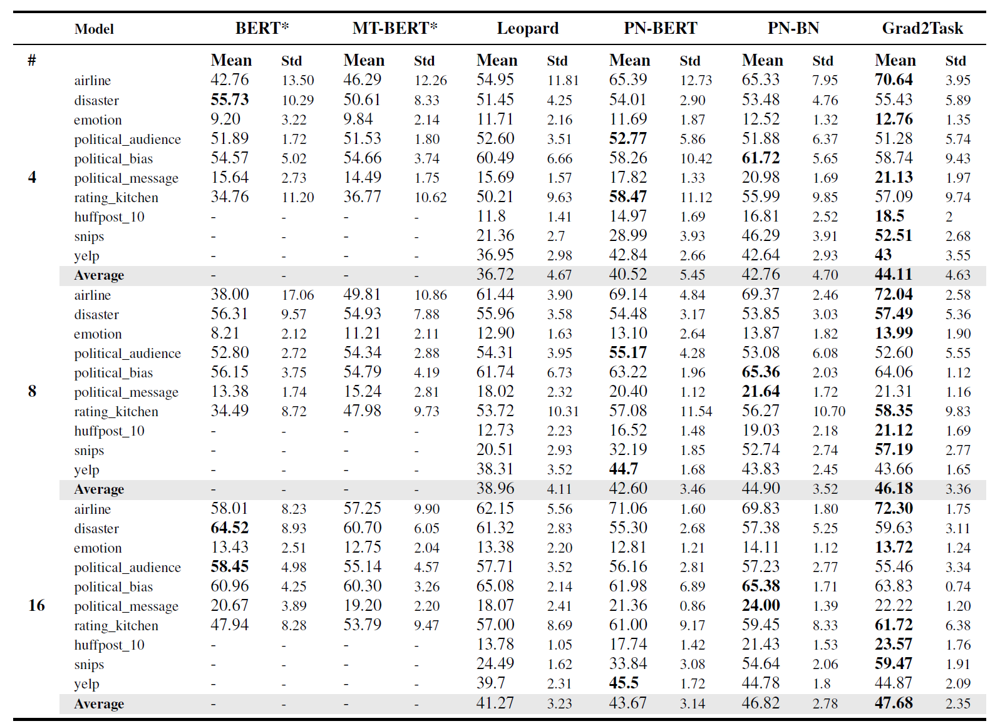 Model BERT* MT-BERT* Leopard PN-BERT PN-BN Grad2Task
# Mean Std Mean Std Mean Std Mean Std Mean Std Mean Std
airline 42.76 13.50 46.29 12.26 54.95 11.81 65.39 12.73 65.33 7.95 70.64 3.95
disaster 55.73 10.29 50.61 8.33 51.45 4.25 54.01 2.90 53.48 4.76 55.43 5.89
emotion 9.20 3.22 9.84 2.14 11.71 2.16 11.69 1.87 12.52 1.32 12.76 1.35
political_audience 51.89 1.72 51.53 1.80 52.60 3.51 52.77 5.86 51.88 6.37 51.28 5.74
political_bias 54.57 5.02 54.66 3.74 60.49 6.66 58.26 10.42 61.72 5.65 58.74 9.43
4 political_message 15.64 2.73 14.49 1.75 15.69 1.57 17.82 1.33 20.98 1.69 21.13 1.97
rating_kitchen 34.76 11.20 36.77 10.62 50.21 9.63 58.47 11.12 55.99 9.85 57.09 9.74
huffpost_10 - - - - 11.8 1.41 14.97 1.69 16.81 2.52 18.5 2
snips - - - - 21.36 2.7 28.99 3.93 46.29 3.91 52.51 2.68
yelp - - - - 36.95 2.98 42.84 2.66 42.64 2.93 43 3.55
Average - - - - 36.72 4.67 40.52 5.45 42.76 4.70 44.11 4.63
airline 38.00 17.06 49.81 10.86 61.44 3.90 69.14 4.84 69.37 2.46 72.04 2.58
disaster 56.31 9.57 54.93 7.88 55.96 3.58 54.48 3.17 53.85 3.03 57.49 5.36
emotion 8.21 2.12 11.21 2.11 12.90 1.63 13.10 2.64 13.87 1.82 13.99 1.90
political_audience 52.80 2.72 54.34 2.88 54.31 3.95 55.17 4.28 53.08 6.08 52.60 5.55
political_bias 56.15 3.75 54.79 4.19 61.74 6.73 63.22 1.96 65.36 2.03 64.06 1.12
8 political_message 13.38 1.74 15.24 2.81 18.02 2.32 20.40 1.12 21.64 1.72 21.31 1.16
rating_kitchen 34.49 8.72 47.98 9.73 53.72 10.31 57.08 11.54 56.27 10.70 58.35 9.83
huffpost_10 - - - - 12.73 2.23 16.52 1.48 19.03 2.18 21.12 1.69
snips - - - - 20.51 2.93 32.19 1.85 52.74 2.74 57.19 2.77
yelp - - - - 38.31 3.52 44.7 1.68 43.83 2.45 43.66 1.65
Average - - - - 38.96 4.11 42.60 3.46 44.90 3.52 46.18 3.36
airline 58.01 8.23 57.25 9.90 62.15 5.56 71.06 1.60 69.83 1.80 72.30 1.75
disaster 64.52 8.93 60.70 6.05 61.32 2.83 55.30 2.68 57.38 5.25 59.63 3.11
emotion 13.43 2.51 12.75 2.04 13.38 2.20 12.81 1.21 14.11 1.12 13.72 1.24
political_audience 58.45 4.98 55.14 4.57 57.71 3.52 56.16 2.81 57.23 2.77 55.46 3.34
political_bias 60.96 4.25 60.30 3.26 65.08 2.14 61.98 6.89 65.38 1.71 63.83 0.74
16 political_message 20.67 3.89 19.20 2.20 18.07 2.41 21.36 0.86 24.00 1.39 22.22 1.20
rating_kitchen 47.94 8.28 53.79 9.47 57.00 8.69 61.00 9.17 59.45 8.33 61.72 6.38
huffpost_10 - - - - 13.78 1.05 17.74 1.42 21.43 1.53 23.57 1.76
snips - - - - 24.49 1.62 33.84 3.08 54.64 2.06 59.47 1.91
yelp - - - - 39.7 2.31 45.5 1.72 44.78 1.8 44.87 2.09
Average - - - - 41.27 3.23 43.67 3.14 46.82 2.78 47.68 2.35